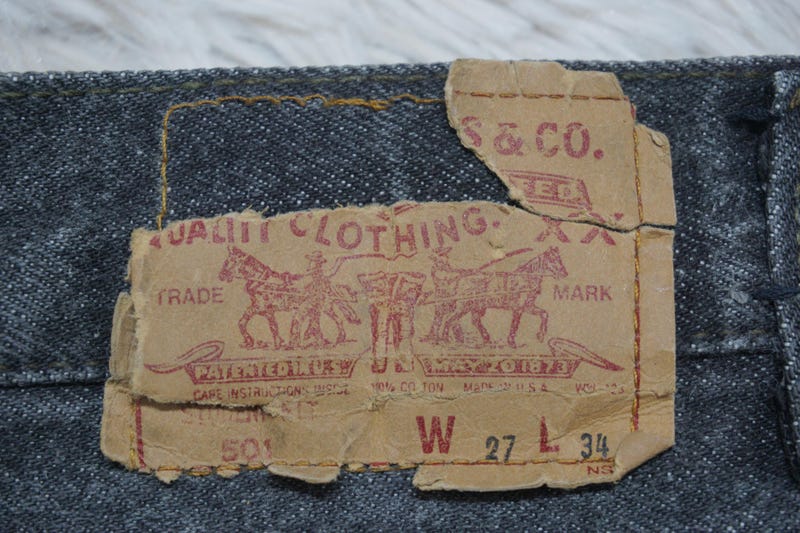 S & CO.
QUALITY CLOTHING. XX
TRADE MARK
PATENTED IN U.S. MAY 20 1873
CARE INSTRUCTIONS INSIDE 100% COTTON MADE IN U.S.A.
501 W 27 L 34
NS